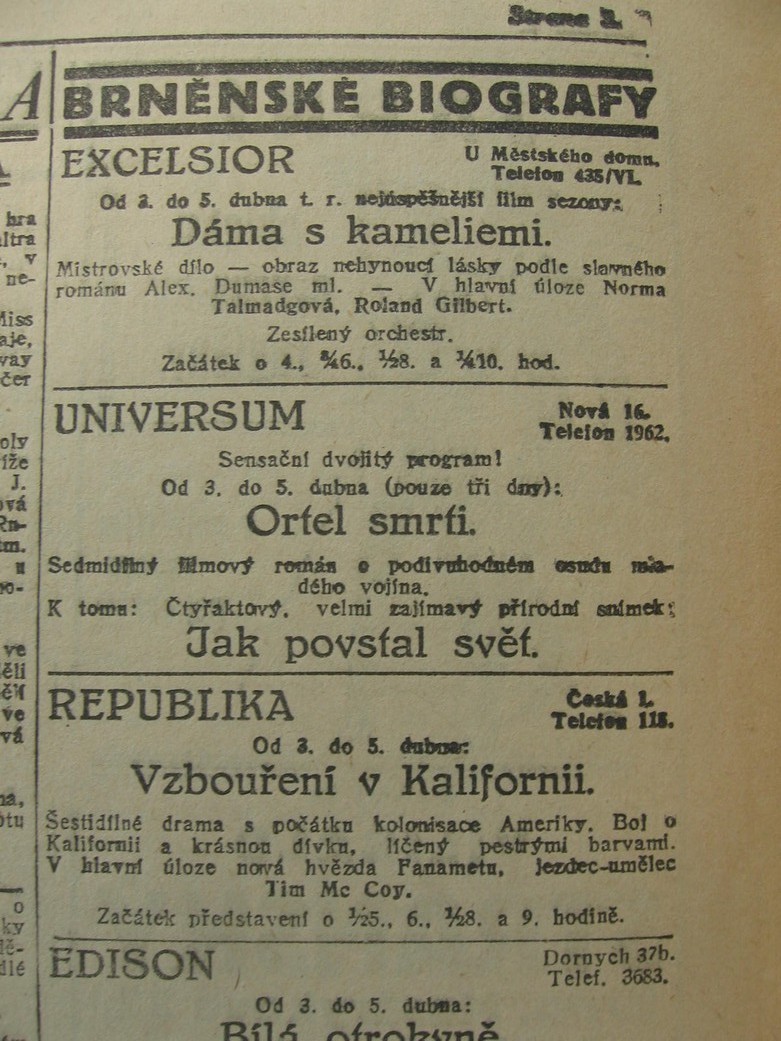 Strana 3.
A
BRNĚNSKÉ BIOGRAFY
EXCELSIOR
U Městského domu.
Telefon 435/VI.
Od 3. do 5. dubna t. r. nejúspěšnější film sezony:
Dáma s kameliemi.
Mistrovské dílo — obraz nehynoucí lásky podle slavného
románu Alex. Dumase ml. — V hlavní úloze Norma
Talmadgová, Roland Gilbert.
Zesílený orchestr.
Začátek o 4., ¾6., ½8. a ¼10. hod.
UNIVERSUM
Nová 16.
Telefon 1962.
Sensační dvojitý program!
Od 3. do 5. dubna (pouze tři dny):
Ortel smrti.
Sedmidílný filmový román o podivuhodném osudu mla-
dého vojína.
K tomu: Čtyřaktový, velmi zajímavý přírodní snímek:
Jak povstal svět.
REPUBLIKA
Česká 1.
Telefon 118.
Od 3. do 5. dubna:
Vzbouření v Kalifornii.
Šestidílné drama s počátku kolonisace Ameriky. Boj o
Kalifornii a krásnou dívku, líčený pestrými barvami.
V hlavní úloze nová hvězda Fanametu, jezdec-umělec
Tim Mc Coy.
Začátek představení o ½5., 6., ½8. a 9. hodině.
EDISON
Dornych 37b.
Telef. 3683.
Od 3. do 5. dubna:
Bílá otrokyně